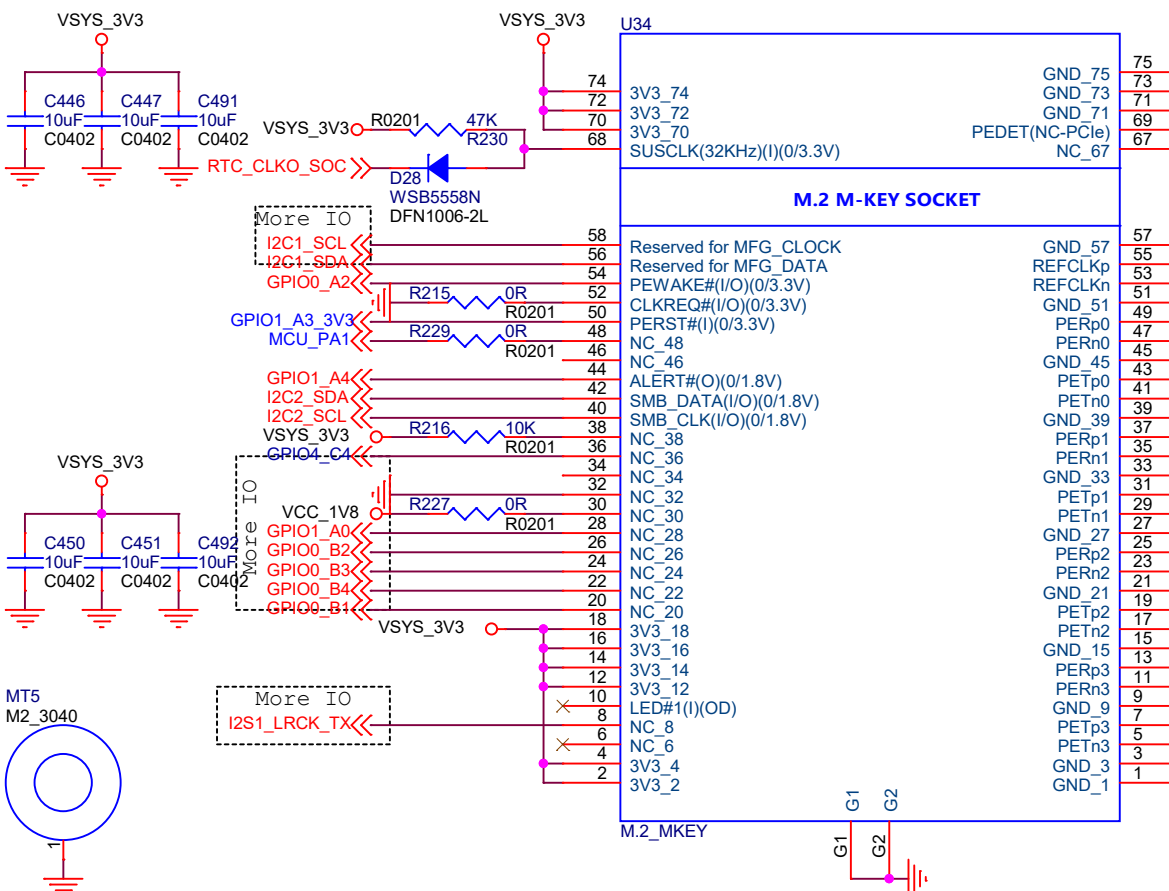 VSYS_3V3
C446
10uF
C0402
C447
10uF
C0402
C491
10uF
C0402
VSYS_3V3
VSYS_3V3
R0201
47K
R230
RTC_CLKO_SOC
D28
WSB5558N
DFN1006-2L
More IO
I2C1_SCL
I2C1_SDA
GPIO0_A2
R215
0R
R0201
GPIO1_A3_3V3
MCU_PA1
R229
0R
R0201
GPIO1_A4
I2C2_SDA
I2C2_SCL
VSYS_3V3
R216
10K
R0201
GPIO4_C4
More IO
VCC_1V8
R227
0R
R0201
GPIO1_A0
GPIO0_B2
GPIO0_B3
GPIO0_B4
GPIO0_B1
VSYS_3V3
VSYS_3V3
C450
10uF
C0402
C451
10uF
C0402
C492
10uF
C0402
More IO
I2S1_LRCK_TX
MT5
M2_3040
1
U34
74 3V3_74
72 3V3_72
70 3V3_70
68 SUSCLK(32KHz)(I)(0/3.3V)
GND_75 75
GND_73 73
GND_71 71
PEDET(NC-PCIe) 69
NC_67 67
M.2 M-KEY SOCKET
58 Reserved for MFG_CLOCK
56 Reserved for MFG_DATA
54 PEWAKE#(I/O)(0/3.3V)
52 CLKREQ#(I/O)(0/3.3V)
50 PERST#(I)(0/3.3V)
48 NC_48
46 NC_46
44 ALERT#(O)(0/1.8V)
42 SMB_DATA(I/O)(0/1.8V)
40 SMB_CLK(I/O)(0/1.8V)
38 NC_38
36 NC_36
34 NC_34
32 NC_32
30 NC_30
28 NC_28
26 NC_26
24 NC_24
22 NC_22
20 NC_20
18 3V3_18
16 3V3_16
14 3V3_14
12 3V3_12
10 LED#1(I)(OD)
8 NC_8
6 NC_6
4 3V3_4
2 3V3_2
GND_57 57
REFCLKp 55
REFCLKn 53
GND_51 51
PERp0 49
PERn0 47
GND_45 45
PETp0 43
PETn0 41
GND_39 39
PERp1 37
PERn1 35
GND_33 33
PETp1 31
PETn1 29
GND_27 27
PERp2 25
PERn2 23
GND_21 21
PETp2 19
PETn2 17
GND_15 15
PERp3 13
PERn3 11
GND_9 9
PETp3 7
PETn3 5
GND_3 3
GND_1 1
G1
G2
M.2_MKEY
G1
G2